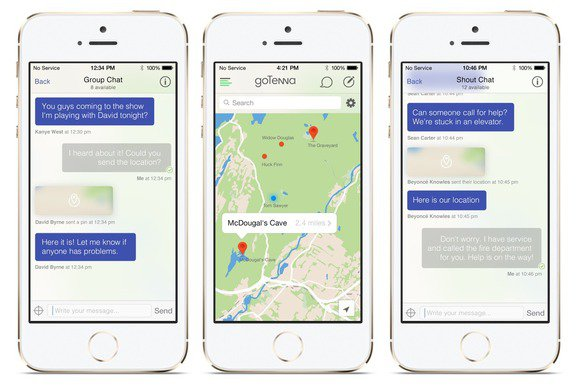 No Service 12:34 PM 100%
Back Group Chat
8 available
You guys coming to the show
I'm playing with David tonight?
Kanye West at 12:30 pm
I heard about it! Could you
send the location?
Me at 12:34 pm
David Byrne sent a pin at 12:34 pm
Here it is! Let me know if
anyone has problems.
David Byrne at 12:34 pm
Write your message... Send
No Service 4:21 PM 100%
goTenna
Search
Widow Douglas
The Graveyard
Huck Finn
Tom Sawyer
McDougal's Cave 2.4 miles
McDougal's Cave
No Service 10:46 PM 100%
Back Shout Chat
12 available
Sean Carter at 10:44 pm
Can someone call for help?
We're stuck in an elevator.
Sean Carter at 10:44 pm
Beyoncé Knowles sent their location at 10:45 pm
Here is our location
Beyoncé Knowles at 10:45 pm
Don't worry. I have service
and called the fire department
for you. Help is on the way!
Me at 10:46 pm
Write your message... Send